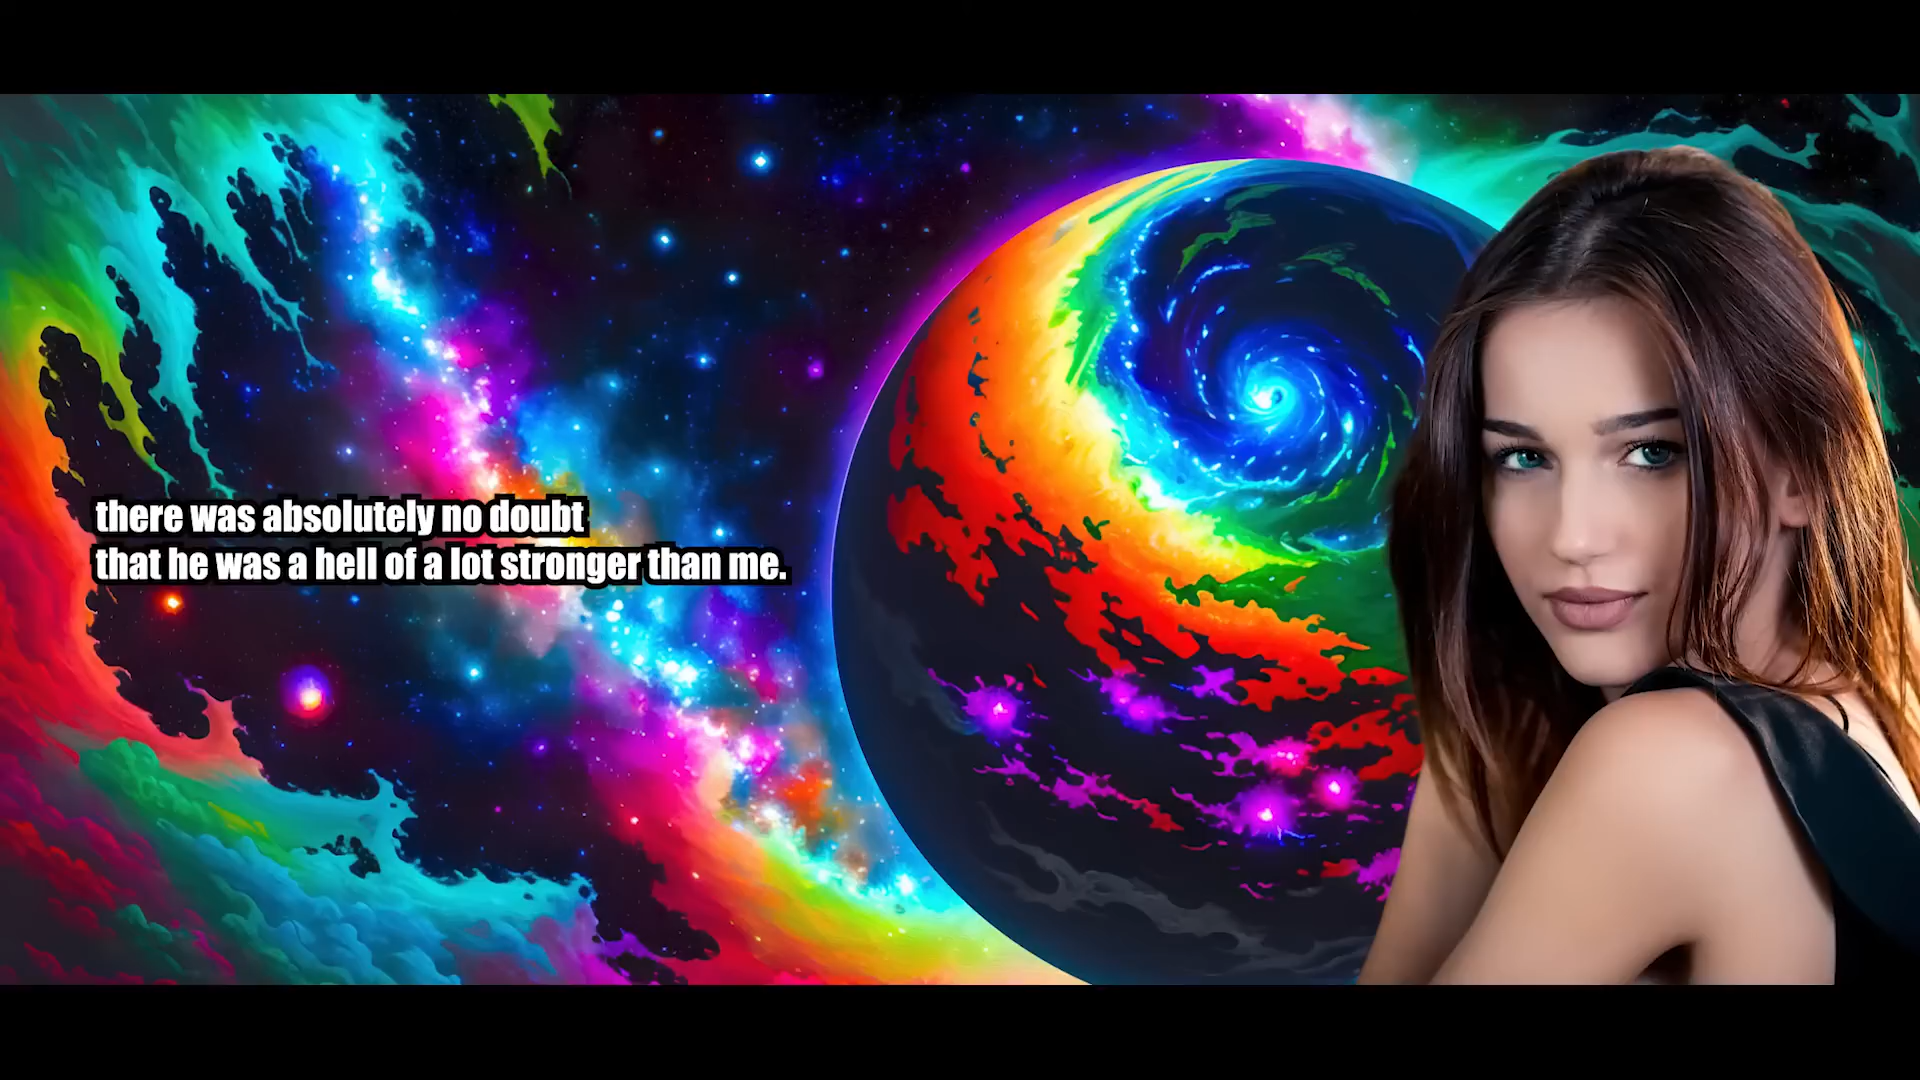 there was absolutely no doubt
that he was a hell of a lot stronger than me.